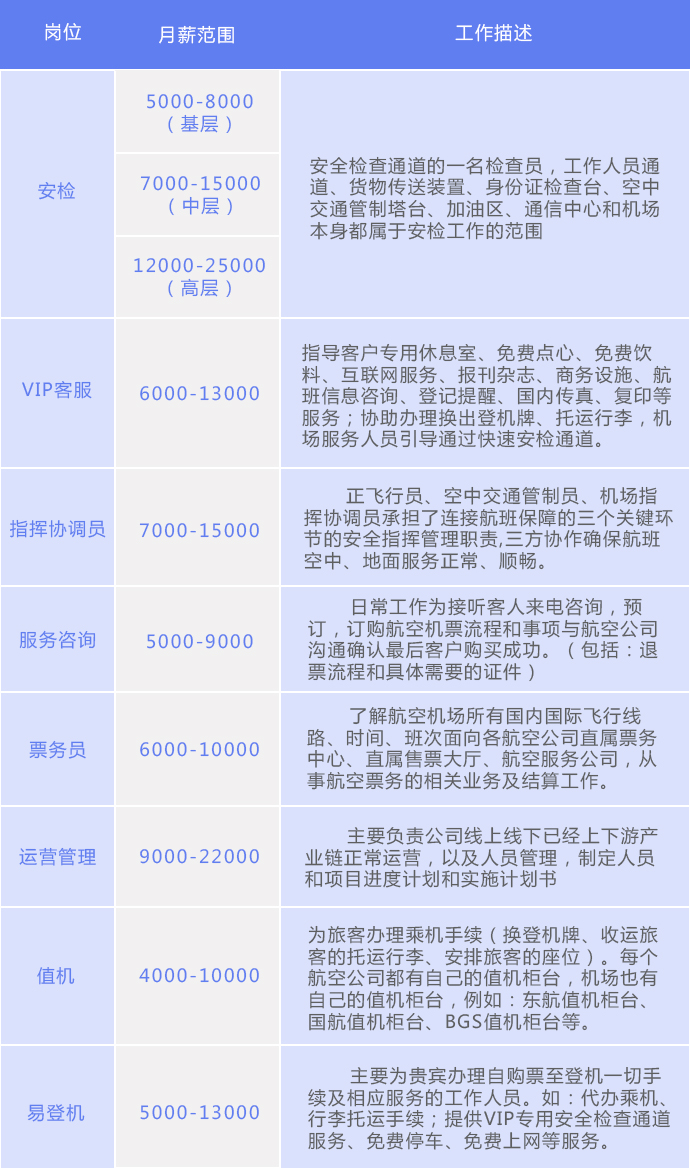 岗位
月薪范围
工作描述
安检
5000-8000
（基层）
7000-15000
（中层）
12000-25000
（高层）
安全检查通道的一名检查员，工作人员通
道、货物传送装置、身份证检查台、空中
交通管制塔台、加油区、通信中心和机场
本身都属于安检工作的范围
VIP客服
6000-13000
指导客户专用休息室、免费点心、免费饮
料、互联网服务、报刊杂志、商务设施、航
班信息咨询、登记提醒、国内传真、复印等
服务；协助办理换出登机牌、托运行李，机
场服务人员引导通过快速安检通道。
指挥协调员
7000-15000
正飞行员、空中交通管制员、机场指
挥协调员承担了连接航班保障的三个关键环
节的安全指挥管理职责,三方协作确保航班
空中、地面服务正常、顺畅。
服务咨询
5000-9000
日常工作为接听客人来电咨询，预
订，订购航空机票流程和事项与航空公司
沟通确认最后客户购买成功。（包括：退
票流程和具体需要的证件）
票务员
6000-10000
了解航空机场所有国内国际飞行线
路、时间、班次面向各航空公司直属票务
中心、直属售票大厅、航空服务公司，从
事航空票务的相关业务及结算工作。
运营管理
9000-22000
主要负责公司线上线下已经上下游产
业链正常运营，以及人员管理，制定人员
和项目进度计划和实施计划书
值机
4000-10000
为旅客办理乘机手续（换登机牌、收运旅
客的托运行李、安排旅客的座位）。每个
航空公司都有自己的值机柜台，机场也有
自己的值机柜台，例如：东航值机柜台、
国航值机柜台、BGS值机柜台等。
易登机
5000-13000
主要为贵宾办理自购票至登机一切手
续及相应服务的工作人员。如：代办乘机、
行李托运手续；提供VIP专用安全检查通道
服务、免费停车、免费上网等服务。